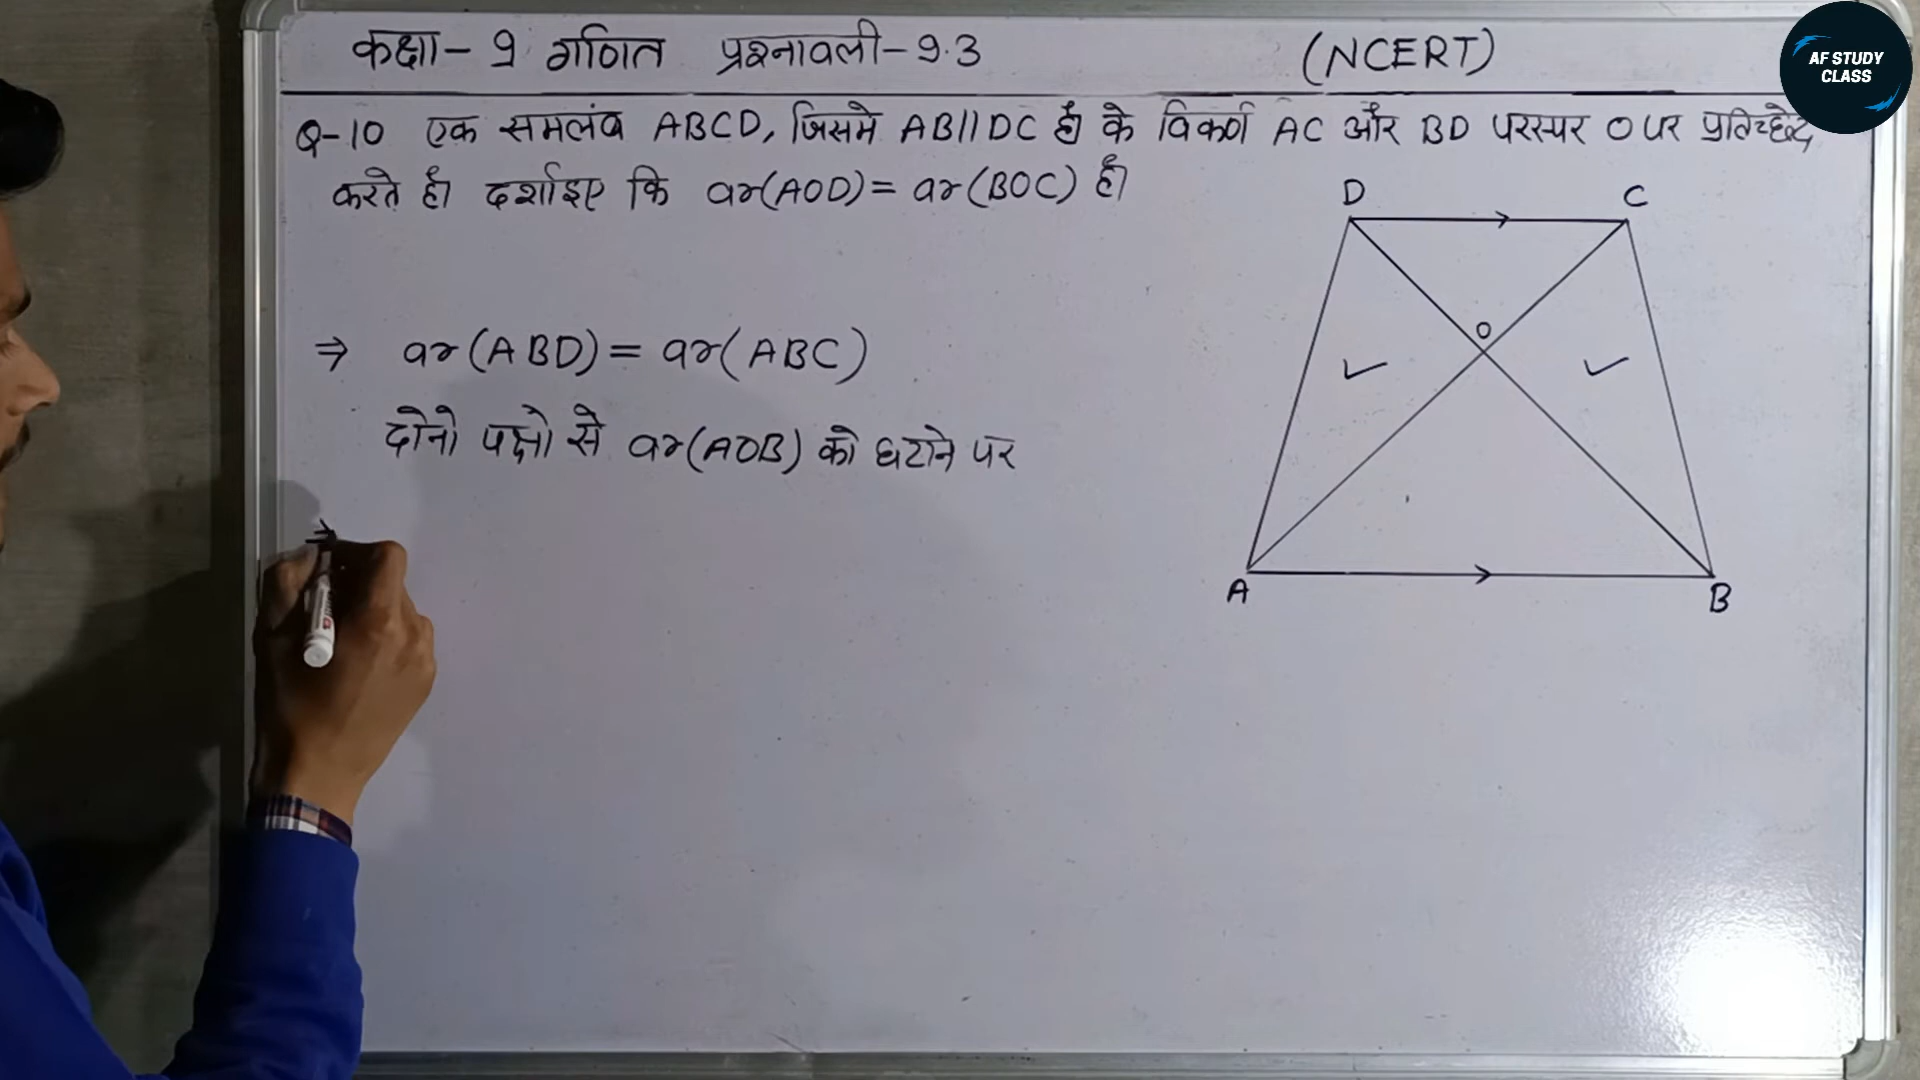 कक्षा - 9 गणित प्रश्नावली - 9.3 (NCERT)
AF STUDY
CLASS
Q-10 एक समलंब ABCD, जिसमे AB||DC है। के विकर्ण AC और BD परस्पर O पर प्रतिच्छेद
करते है। दर्शाइए कि ar(AOD) = ar(BOC) है।
D C
⇒ ar(ABD) = ar(ABC)
O
दोनो पक्षो से ar(AOB) को घटाने पर
⇒
A B